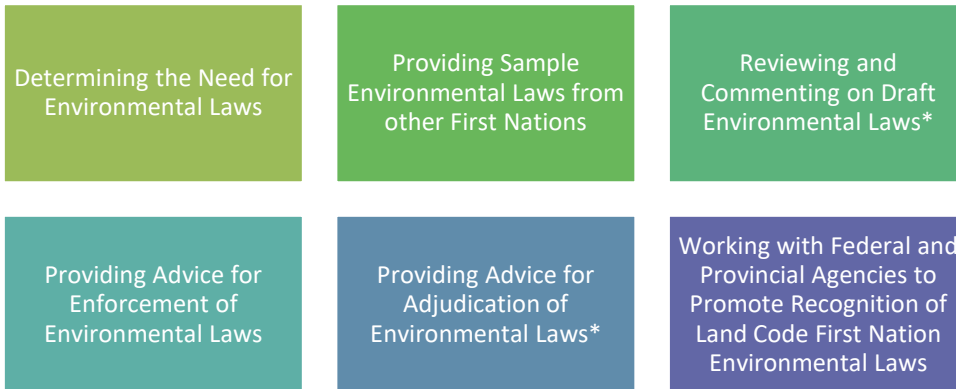 Determining the Need for
Environmental Laws
Providing Sample
Environmental Laws from
other First Nations
Reviewing and
Commenting on Draft
Environmental Laws*
Providing Advice for
Enforcement of
Environmental Laws
Providing Advice for
Adjudication of
Environmental Laws*
Working with Federal and
Provincial Agencies to
Promote Recognition of
Land Code First Nation
Environmental Laws